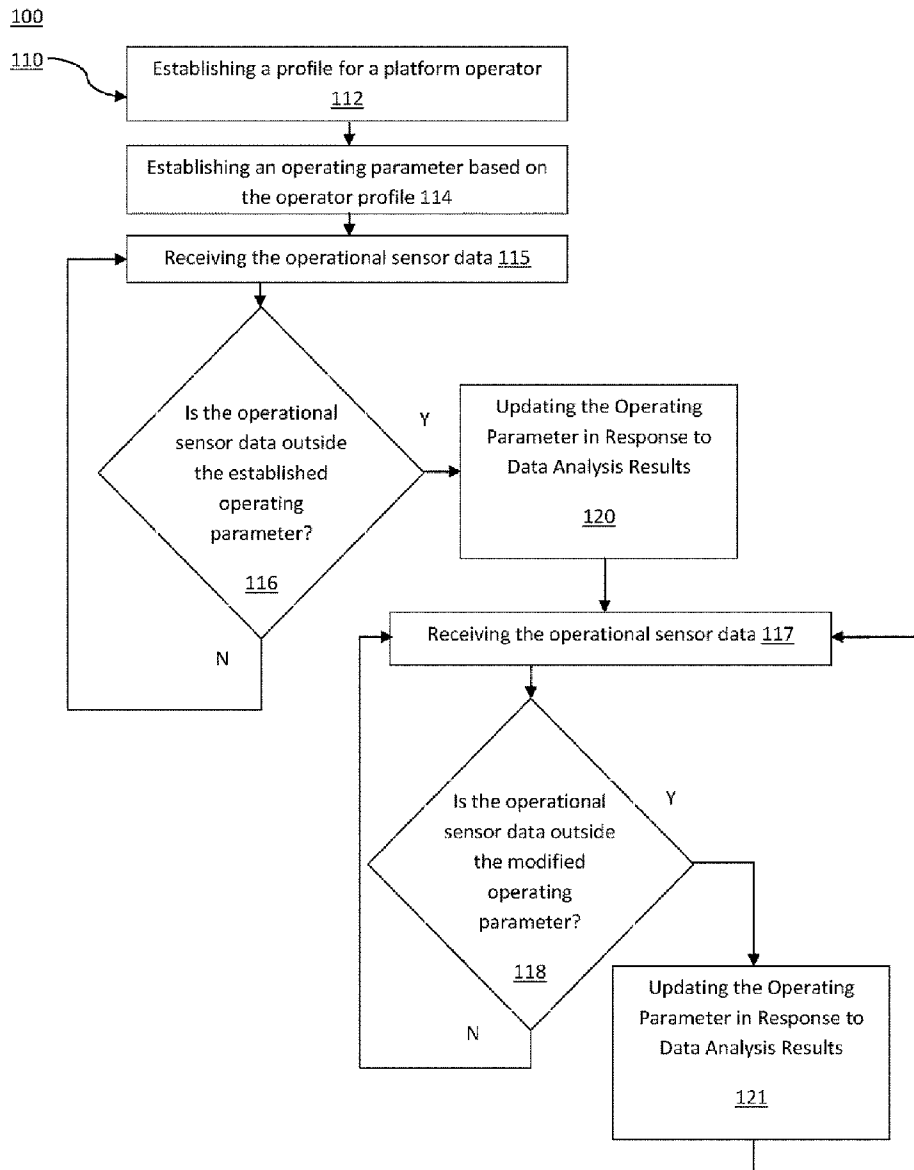 100
110
Establishing a profile for a platform operator
112
Establishing an operating parameter based on
the operator profile 114
Receiving the operational sensor data 115
Is the operational
sensor data outside
the established
operating
parameter?
116
Y
N
Updating the Operating
Parameter in Response to
Data Analysis Results
120
Receiving the operational sensor data 117
Is the operational
sensor data outside
the modified
operating
parameter?
118
Y
N
Updating the Operating
Parameter in Response to
Data Analysis Results
121